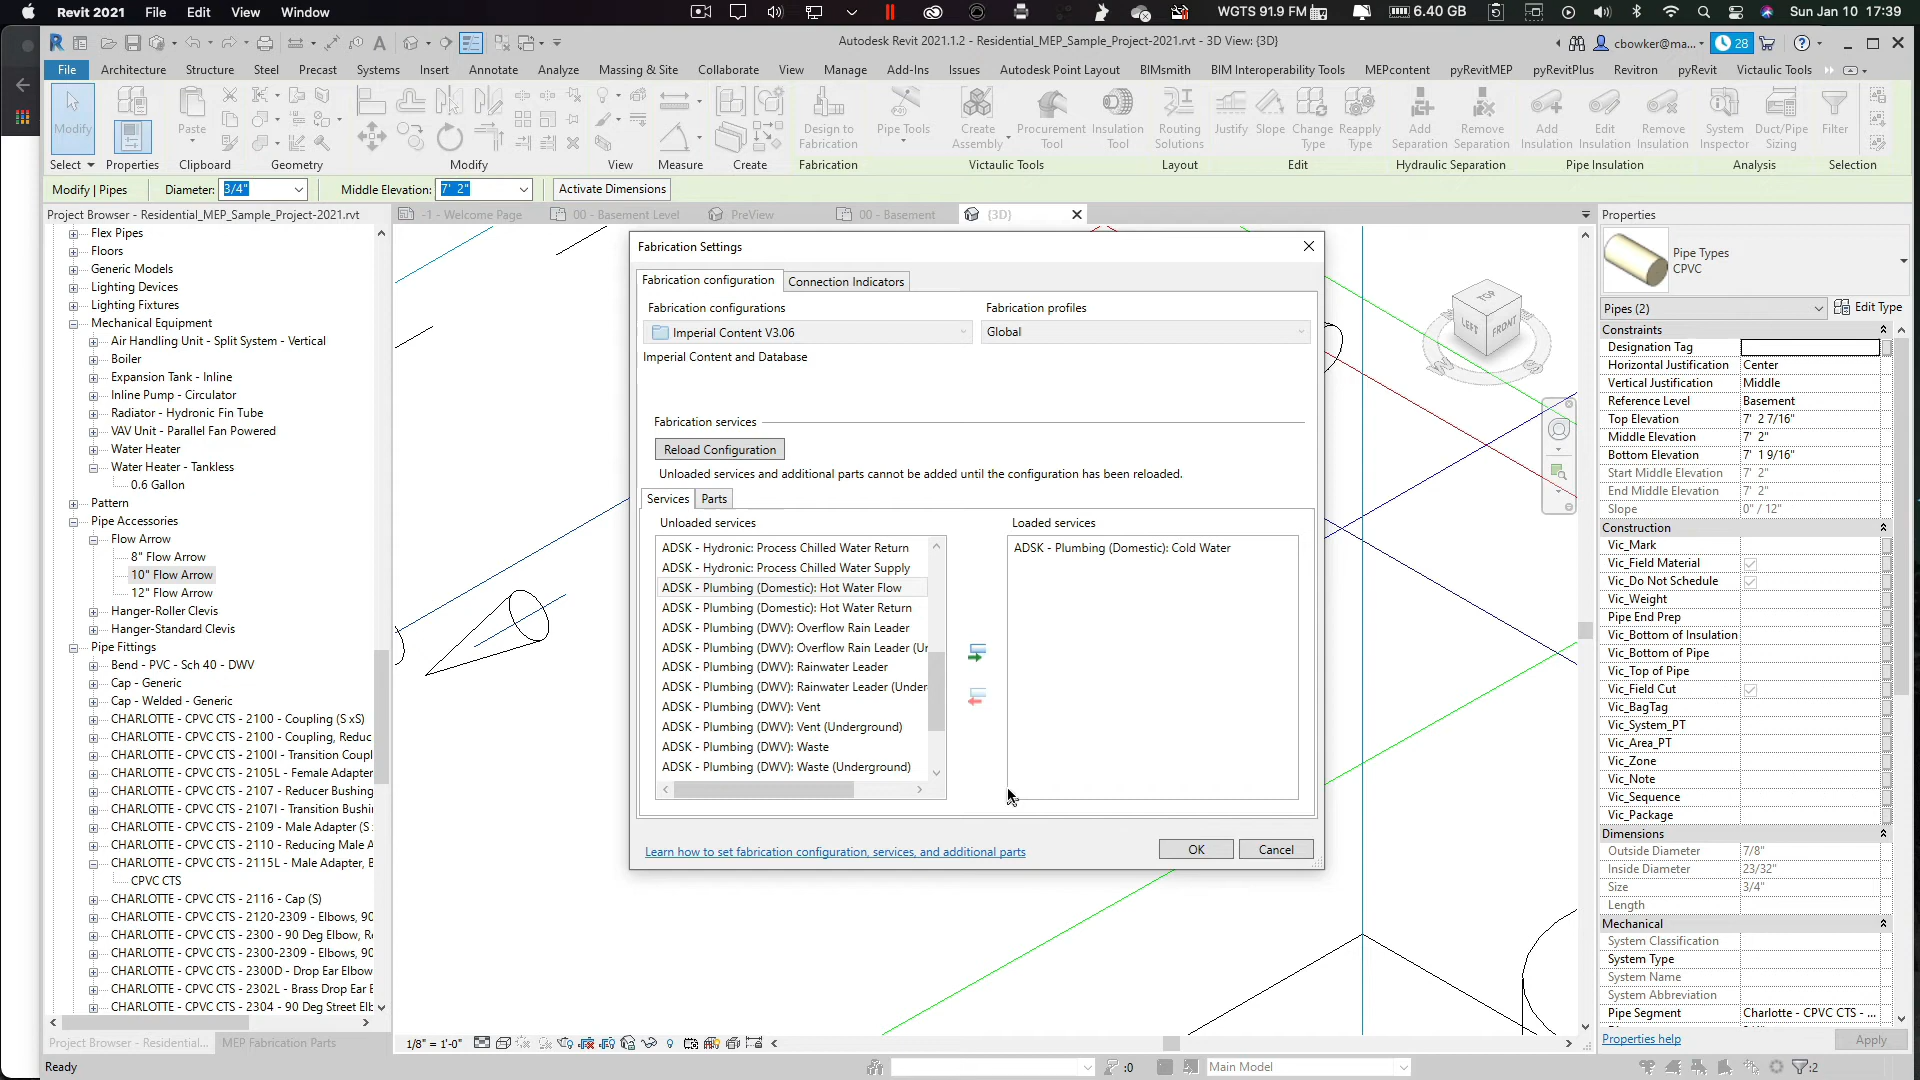 Revit 2021 File Edit View Window
WGTS 91.9 FM 6.40 GB Sun Jan 10 17:39
Autodesk Revit 2021.1.2 - Residential_MEP_Sample_Project-2021.rvt - 3D View: {3D}
cbowker@ma... 28
File Architecture Structure Steel Precast Systems Insert Annotate Analyze Massing & Site Collaborate View Manage Add-Ins Issues Autodesk Point Layout BIMsmith BIM Interoperability Tools MEPcontent pyRevitMEP pyRevitPlus Revitron pyRevit Victaulic Tools
Modify
Paste
Design to Fabrication
Pipe Tools
Create Assembly
Procurement Tool
Insulation Tool
Routing Solutions
Justify
Slope
Change Type
Reapply Type
Add Separation
Remove Separation
Add Insulation
Edit Insulation
Remove Insulation
System Inspector
Duct/Pipe Sizing
Filter
Select Properties Clipboard Geometry Modify View Measure Create Fabrication Victaulic Tools Layout Edit Hydraulic Separation Pipe Insulation Analysis Selection
Modify | Pipes Diameter: 3/4" Middle Elevation: 7' 2" Activate Dimensions
Project Browser - Residential_MEP_Sample_Project-2021.rvt
-1 - Welcome Page 00 - Basement Level PreView 00 - Basement {3D}
Flex Pipes
Floors
Generic Models
Lighting Devices
Lighting Fixtures
Mechanical Equipment
Air Handling Unit - Split System - Vertical
Boiler
Expansion Tank - Inline
Inline Pump - Circulator
Radiator - Hydronic Fin Tube
VAV Unit - Parallel Fan Powered
Water Heater
Water Heater - Tankless
0.6 Gallon
Pattern
Pipe Accessories
Flow Arrow
8" Flow Arrow
10" Flow Arrow
12" Flow Arrow
Hanger-Roller Clevis
Hanger-Standard Clevis
Pipe Fittings
Bend - PVC - Sch 40 - DWV
Cap - Generic
Cap - Welded - Generic
CHARLOTTE - CPVC CTS - 2100 - Coupling (S xS)
CHARLOTTE - CPVC CTS - 2100 - Coupling, Reduc
CHARLOTTE - CPVC CTS - 2100I - Transition Coupl
CHARLOTTE - CPVC CTS - 2105L - Female Adapter
CHARLOTTE - CPVC CTS - 2107 - Reducer Bushing
CHARLOTTE - CPVC CTS - 2107I - Transition Bushi
CHARLOTTE - CPVC CTS - 2109 - Male Adapter (S
CHARLOTTE - CPVC CTS - 2110 - Reducing Male A
CHARLOTTE - CPVC CTS - 2115L - Male Adapter, B
CPVC CTS
CHARLOTTE - CPVC CTS - 2116 - Cap (S)
CHARLOTTE - CPVC CTS - 2120-2309 - Elbows, 90
CHARLOTTE - CPVC CTS - 2300 - 90 Deg Elbow, R
CHARLOTTE - CPVC CTS - 2300-2309 - Elbows, 90
CHARLOTTE - CPVC CTS - 2300D - Drop Ear Elbow
CHARLOTTE - CPVC CTS - 2302L - Brass Drop Ear E
CHARLOTTE - CPVC CTS - 2304 - 90 Deg Street Elb
Project Browser - Residential... MEP Fabrication Parts
Ready
Fabrication Settings
Fabrication configuration Connection Indicators
Fabrication configurations Fabrication profiles
Imperial Content V3.06 Global
Imperial Content and Database
Fabrication services
Reload Configuration
Unloaded services and additional parts cannot be added until the configuration has been reloaded.
Services Parts
Unloaded services Loaded services
ADSK - Hydronic: Process Chilled Water Return
ADSK - Hydronic: Process Chilled Water Supply
ADSK - Plumbing (Domestic): Hot Water Flow
ADSK - Plumbing (Domestic): Hot Water Return
ADSK - Plumbing (DWV): Overflow Rain Leader
ADSK - Plumbing (DWV): Overflow Rain Leader (Ur
ADSK - Plumbing (DWV): Rainwater Leader
ADSK - Plumbing (DWV): Rainwater Leader (Under
ADSK - Plumbing (DWV): Vent
ADSK - Plumbing (DWV): Vent (Underground)
ADSK - Plumbing (DWV): Waste
ADSK - Plumbing (DWV): Waste (Underground)
ADSK - Plumbing (Domestic): Cold Water
Learn how to set fabrication configuration, services, and additional parts
OK Cancel
TOP
LEFT
FRONT
1/8" = 1'-0"
:0 Main Model :2
Properties
Pipe Types
CPVC
Pipes (2) Edit Type
Constraints
Designation Tag
Horizontal Justification Center
Vertical Justification Middle
Reference Level Basement
Top Elevation 7' 2 7/16"
Middle Elevation 7' 2"
Bottom Elevation 7' 1 9/16"
Start Middle Elevation 7' 2"
End Middle Elevation 7' 2"
Slope 0" / 12"
Construction
Vic_Mark
Vic_Field Material
Vic_Do Not Schedule
Vic_Weight
Pipe End Prep
Vic_Bottom of Insulation
Vic_Bottom of Pipe
Vic_Top of Pipe
Vic_Field Cut
Vic_BagTag
Vic_System_PT
Vic_Area_PT
Vic_Zone
Vic_Note
Vic_Sequence
Vic_Package
Dimensions
Outside Diameter 7/8"
Inside Diameter 23/32"
Size 3/4"
Length
Mechanical
System Classification
System Type
System Name
System Abbreviation
Pipe Segment Charlotte - CPVC CTS - ...
Properties help Apply